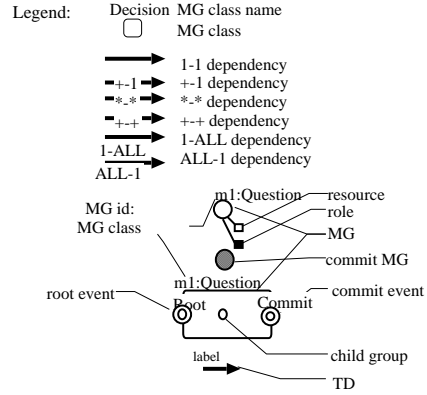 Legend:
Decision MG class name
MG class
1-1 dependency
+-1 +-1 dependency
*-* *-* dependency
+-+ +-+ dependency
1-ALL dependency
1-ALL
ALL-1 dependency
ALL-1
m1:Question
resource
role
MG id:
MG class
MG
commit MG
m1:Question
root event
Root
Commit
commit event
label
child group
TD